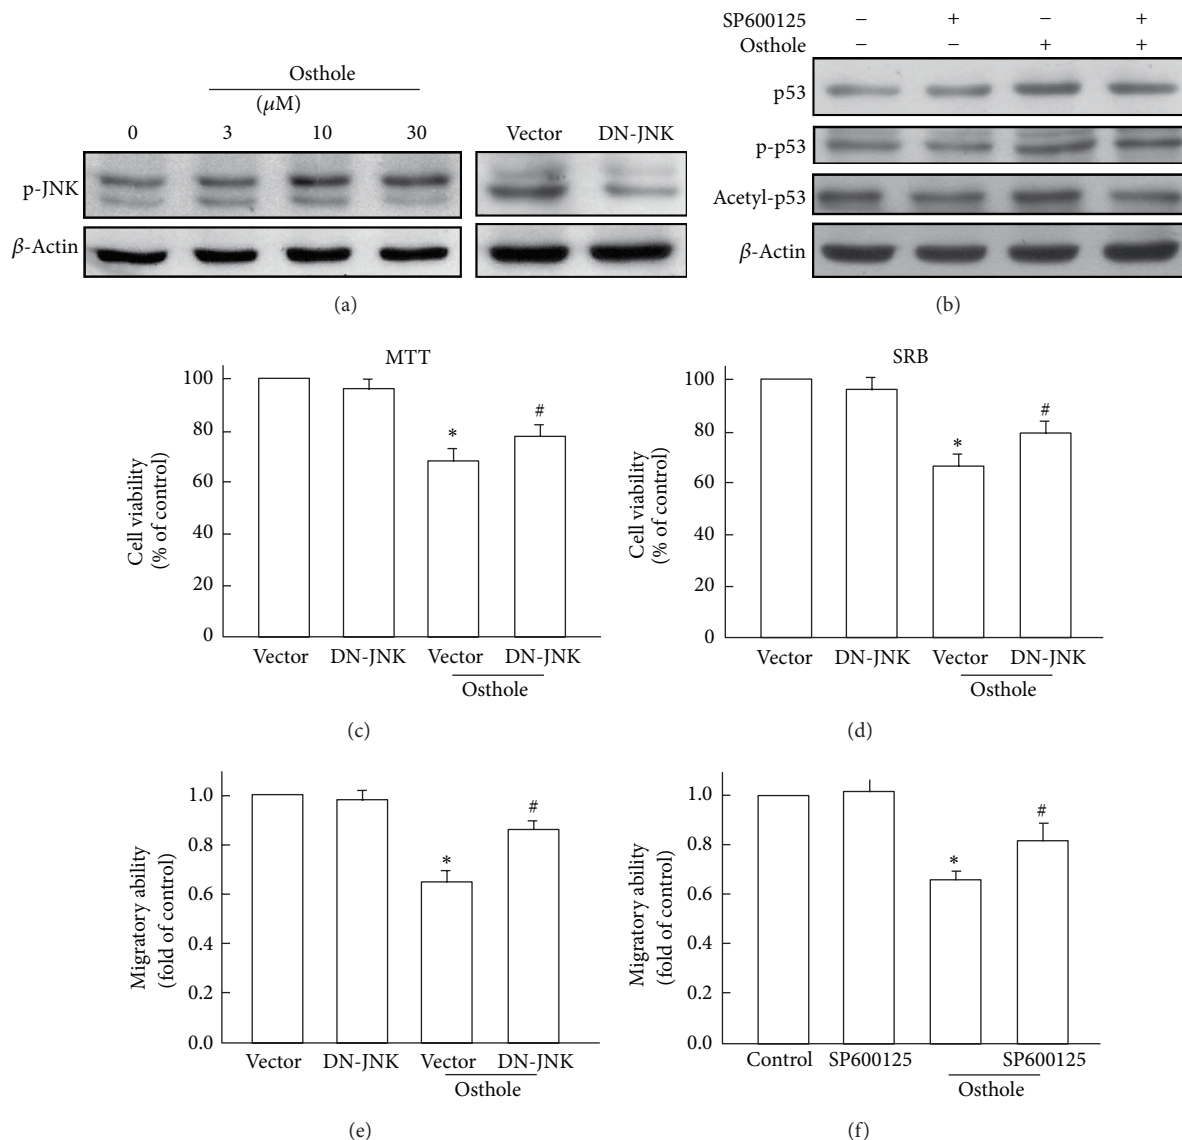 Osthole
(μM)
0 3 10 30
Vector DN-JNK
p-JNK
β-Actin
(a)
SP600125 − + − +
Osthole − − + +
p53
p-p53
Acetyl-p53
β-Actin
(b)
MTT
Cell viability
(% of control)
100
80
60
40
20
0
*
#
Vector DN-JNK Vector DN-JNK
Osthole
(c)
SRB
Cell viability
(% of control)
100
80
60
40
20
0
*
#
Vector DN-JNK Vector DN-JNK
Osthole
(d)
Migratory ability
(fold of control)
1.0
0.8
0.6
0.4
0.2
0.0
*
#
Vector DN-JNK Vector DN-JNK
Osthole
(e)
Migratory ability
(fold of control)
1.0
0.8
0.6
0.4
0.2
0.0
*
#
Control SP600125 SP600125
Osthole
(f)